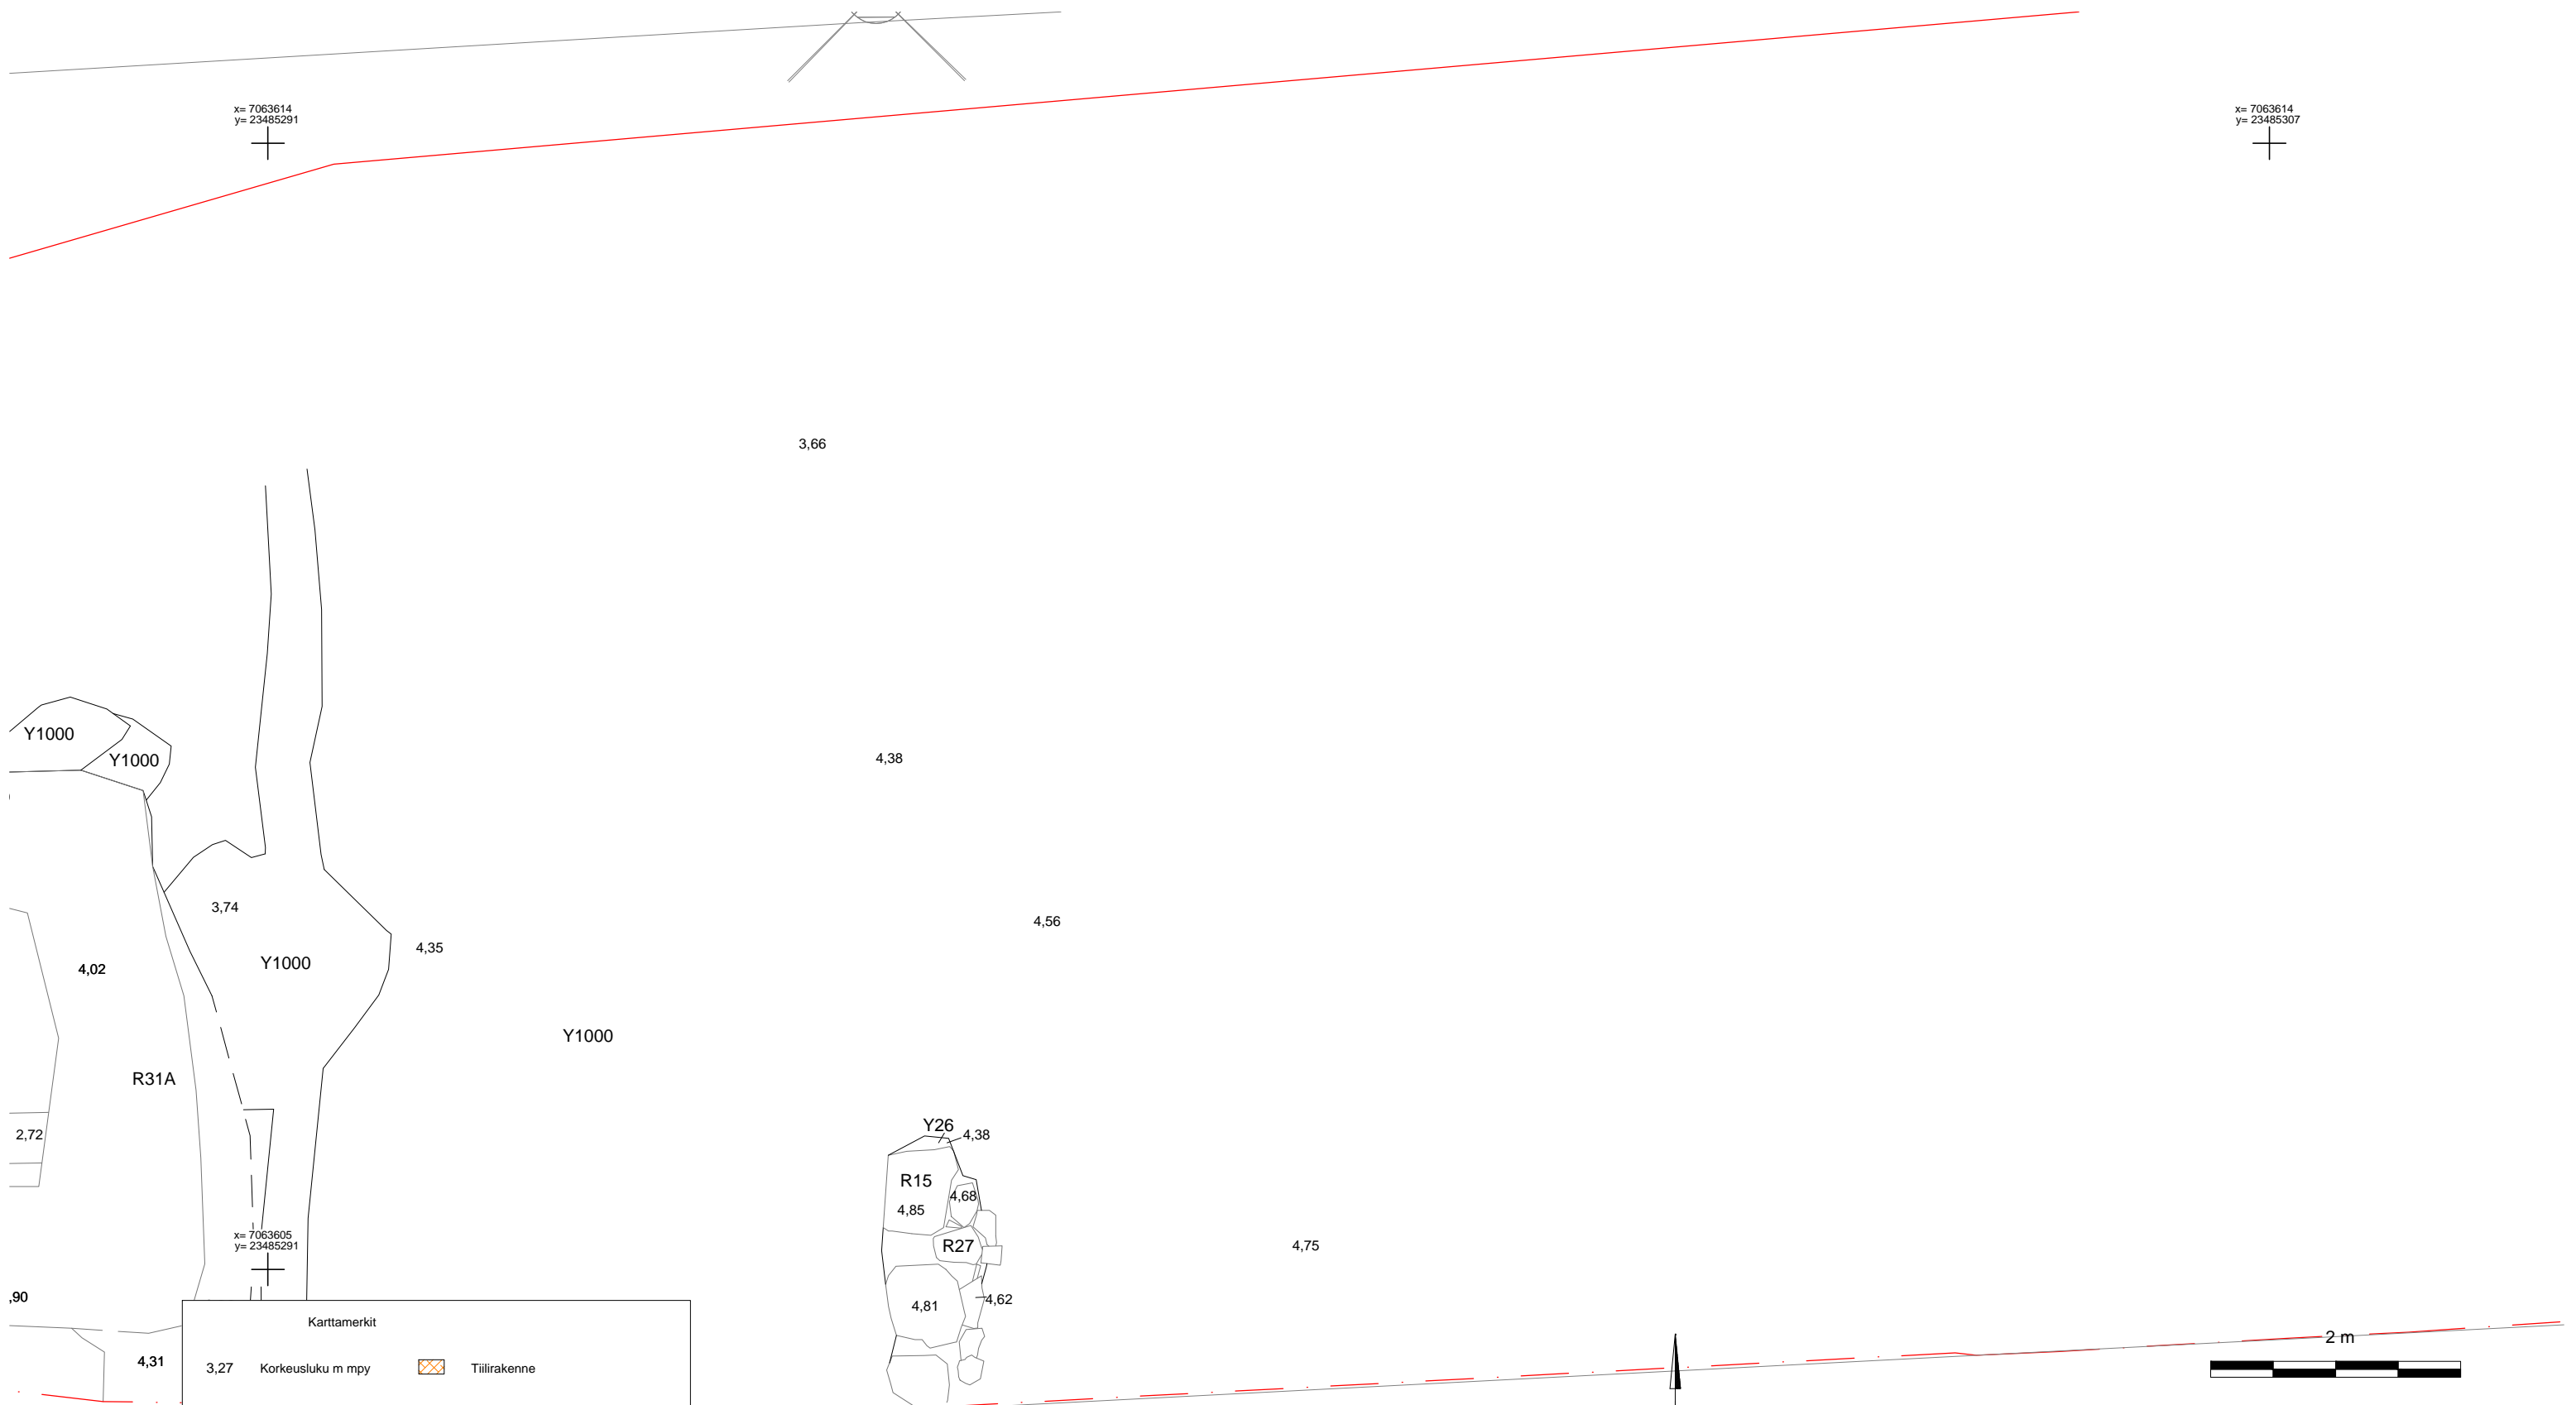 x= 7063614
y= 23485291
x= 7063614
y= 23485307
3,66
Y1000
Y1000
4,38
3,74
4,56
4,35
Y1000
4,02
Y1000
R31A
Y26
2,72
4,38
R15
4,68
4,85
x= 7063605
y= 23485291
R27
4,75
,90
4,62
4,81
Karttamerkit
2 m
4,31
3,27 Korkeusluku m mpy Tiilirakenne